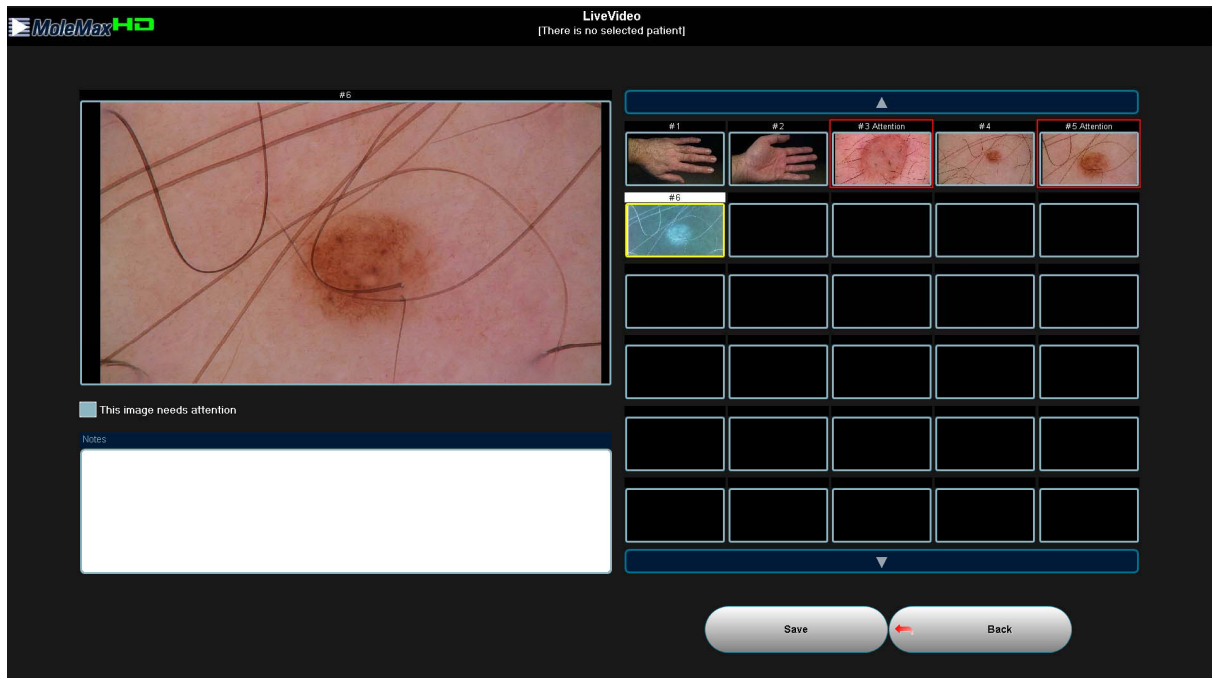 MoleMax HD
LiveVideo
[There is no selected patient]
#6
#1
#2
#3 Attention
#4
#5 Attention
#6
This image needs attention
Notes
Save
Back